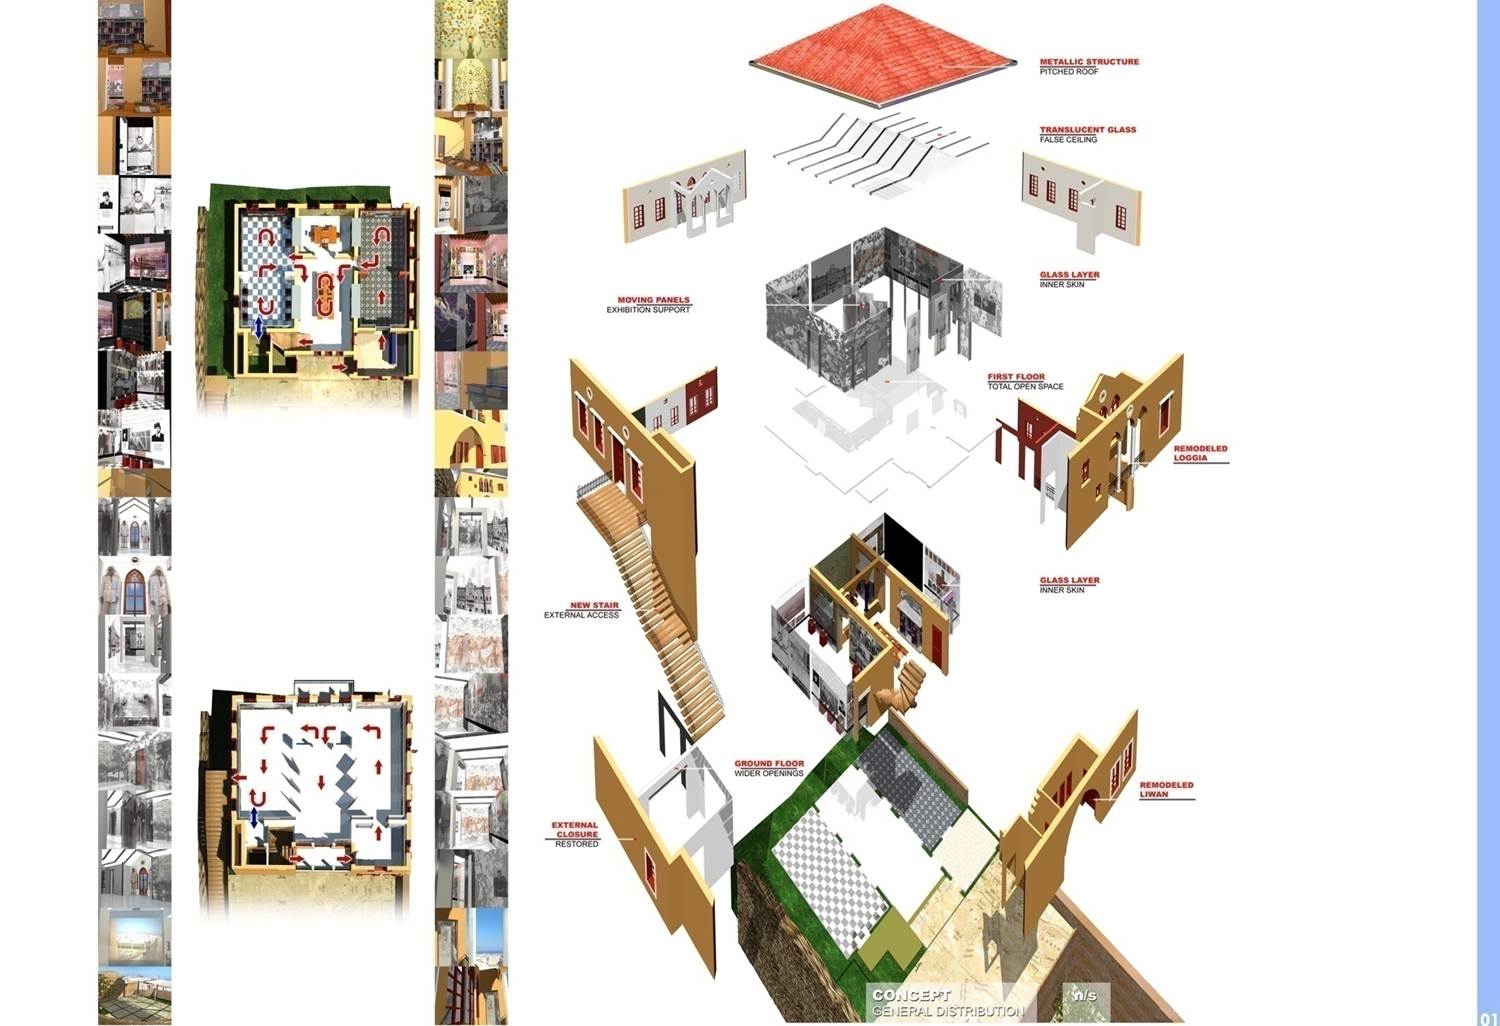 METALLIC STRUCTURE
PITCHED ROOF
TRANSLUCENT GLASS
FALSE CEILING
GLASS LAYER
INNER SKIN
MOVING PANELS
EXHIBITION SUPPORT
FIRST FLOOR
TOTAL OPEN SPACE
REMODELED
LOGGIA
GLASS LAYER
INNER SKIN
NEW STAIR
EXTERNAL ACCESS
GROUND FLOOR
WIDER OPENINGS
REMODELED
LIWAN
EXTERNAL
CLOSURE
RESTORED
CONCEPT
GENERAL DISTRIBUTION
n/s
01